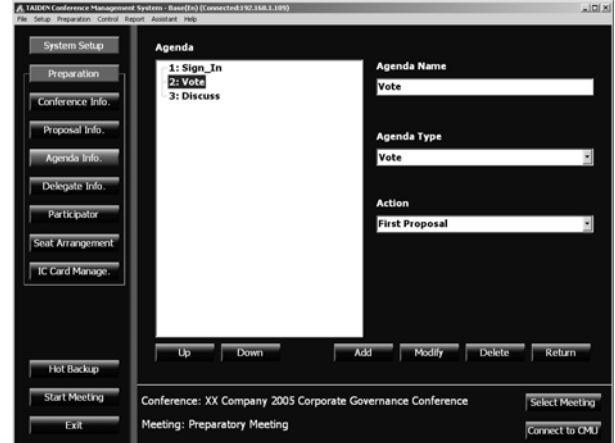 TAIDEN Conference Management System - Base(En) (Connected:192.168.1.109)
File Setup Preparation Control Report Assistant Help
System Setup
Preparation
Conference Info.
Proposal Info.
Agenda Info.
Delegate Info.
Participator
Seat Arrangement
IC Card Manage.
Hot Backup
Start Meeting
Exit
Agenda
1: Sign_In
2: Vote
3: Discuss
Agenda Name
Vote
Agenda Type
Vote
Action
First Proposal
Up Down Add Modify Delete Return
Conference: XX Company 2005 Corporate Governance Conference
Meeting: Preparatory Meeting
Select Meeting
Connect to CMU